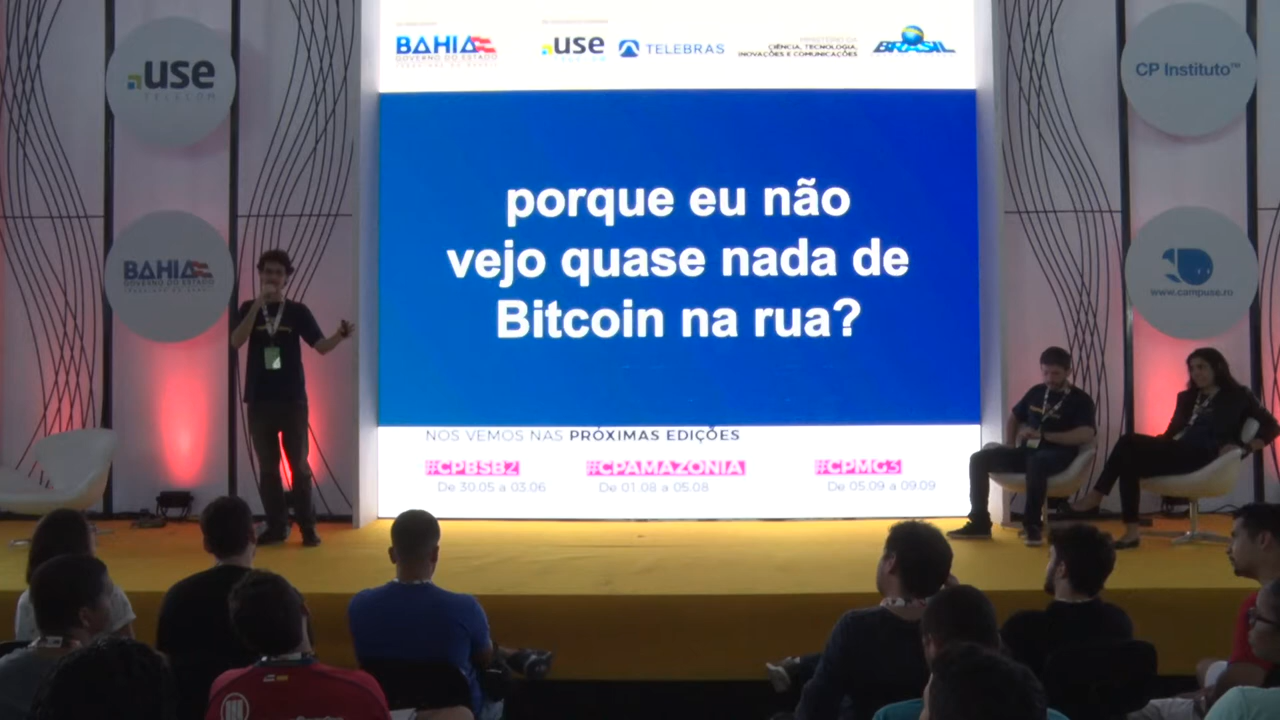 BAHIA
GOVERNO DO ESTADO
.use
TELEBRAS
MINISTÉRIO DA
CIÊNCIA, TECNOLOGIA,
INOVAÇÕES E COMUNICAÇÕES
BRASIL
.use
TELECOM
CP Instituto™
porque eu não
vejo quase nada de
Bitcoin na rua?
BAHIA
GOVERNO DO ESTADO
www.campuse.ro
NOS VEMOS NAS PRÓXIMAS EDIÇÕES
#CPBSB2
De 30.05 a 03.06
#CPAMAZONIA
De 01.08 a 05.08
#CPMG3
De 05.09 a 09.09